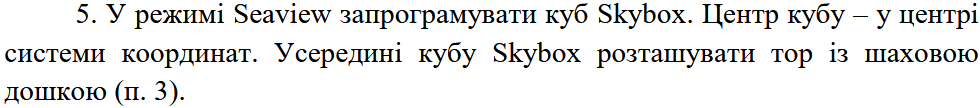 5. У режимі Seaview запрограмувати куб Skybox. Центр кубу – у центрі
системи координат. Усередині кубу Skybox розташувати тор із шаховою
дошкою (п. 3).